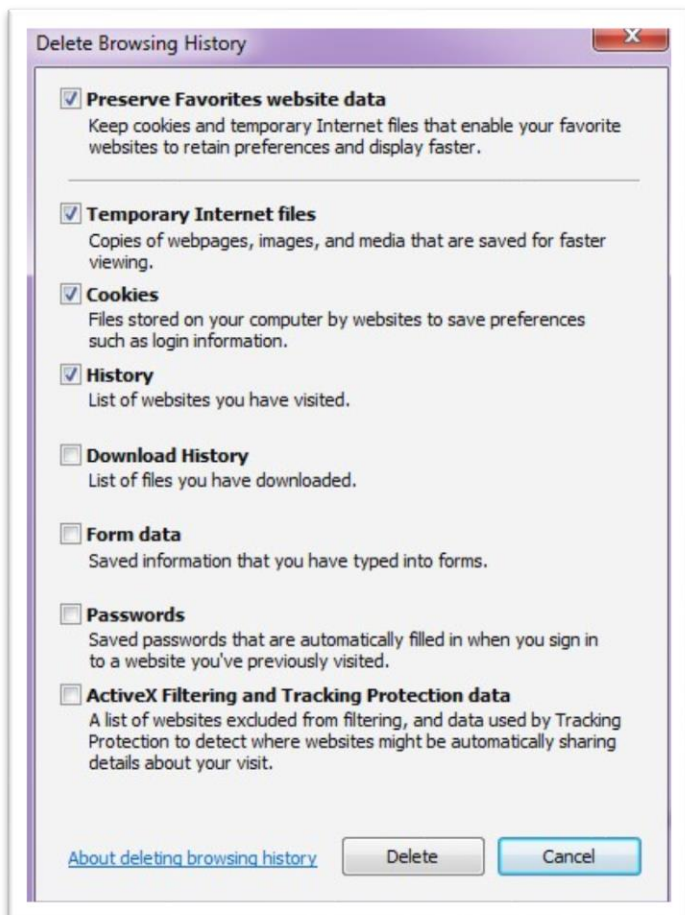 Delete Browsing History
Preserve Favorites website data
Keep cookies and temporary Internet files that enable your favorite
websites to retain preferences and display faster.
Temporary Internet files
Copies of webpages, images, and media that are saved for faster
viewing.
Cookies
Files stored on your computer by websites to save preferences
such as login information.
History
List of websites you have visited.
Download History
List of files you have downloaded.
Form data
Saved information that you have typed into forms.
Passwords
Saved passwords that are automatically filled in when you sign in
to a website you've previously visited.
ActiveX Filtering and Tracking Protection data
A list of websites excluded from filtering, and data used by Tracking
Protection to detect where websites might be automatically sharing
details about your visit.
About deleting browsing history Delete Cancel